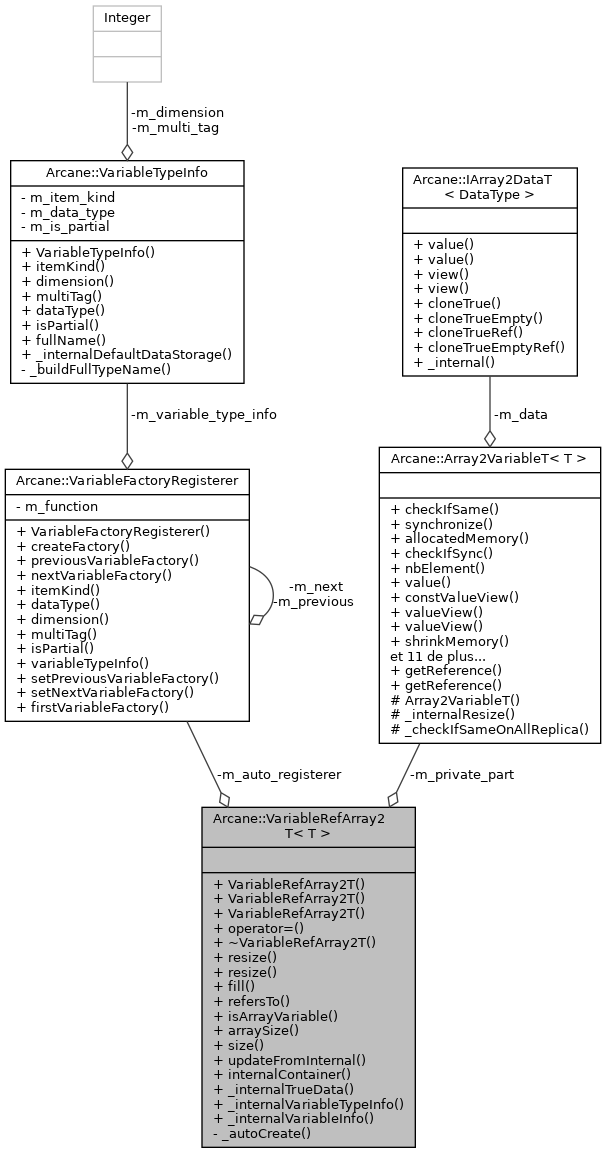 Integer
-m_dimension
-m_multi_tag
Arcane::VariableTypeInfo
- m_item_kind
- m_data_type
- m_is_partial
+ VariableTypeInfo()
+ itemKind()
+ dimension()
+ multiTag()
+ dataType()
+ isPartial()
+ fullName()
+ _internalDefaultDataStorage()
- _buildFullTypeName()
Arcane::IArray2DataT
< DataType >
+ value()
+ value()
+ view()
+ view()
+ cloneTrue()
+ cloneTrueEmpty()
+ cloneTrueRef()
+ cloneTrueEmptyRef()
+ _internal()
-m_variable_type_info
-m_data
Arcane::VariableFactoryRegisterer
- m_function
+ VariableFactoryRegisterer()
+ createFactory()
+ previousVariableFactory()
+ nextVariableFactory()
+ itemKind()
+ dataType()
+ dimension()
+ multiTag()
+ isPartial()
+ variableTypeInfo()
+ setPreviousVariableFactory()
+ setNextVariableFactory()
+ firstVariableFactory()
-m_next
-m_previous
Arcane::Array2VariableT< T >
+ checkIfSame()
+ synchronize()
+ allocatedMemory()
+ checkIfSync()
+ nbElement()
+ value()
+ constValueView()
+ valueView()
+ valueView()
+ shrinkMemory()
et 11 de plus...
+ getReference()
+ getReference()
# Array2VariableT()
# _internalResize()
# _checkIfSameOnAllReplica()
-m_auto_registerer
-m_private_part
Arcane::VariableRefArray2
T< T >
+ VariableRefArray2T()
+ VariableRefArray2T()
+ VariableRefArray2T()
+ operator=()
+ ~VariableRefArray2T()
+ resize()
+ resize()
+ fill()
+ refersTo()
+ isArrayVariable()
+ arraySize()
+ size()
+ updateFromInternal()
+ internalContainer()
+ _internalTrueData()
+ _internalVariableTypeInfo()
+ _internalVariableInfo()
- _autoCreate()